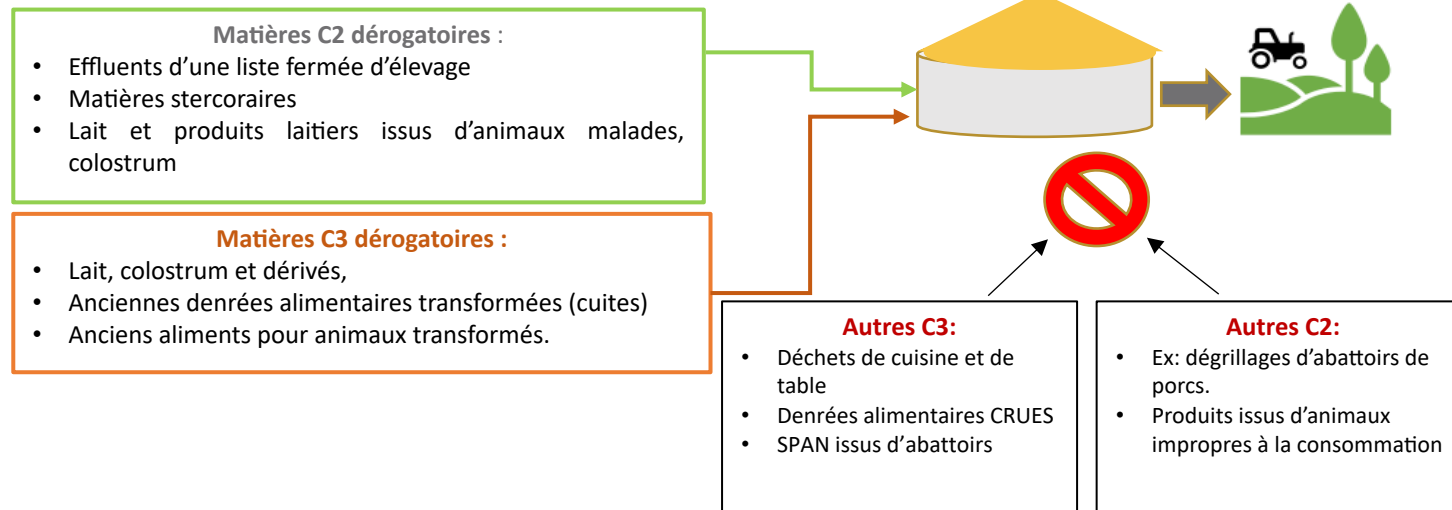 Matières C2 dérogatoires :
• Effluents d’une liste fermée d’élevage
• Matières stercoraires
• Lait et produits laitiers issus d’animaux malades,
colostrum
Matières C3 dérogatoires :
• Lait, colostrum et dérivés,
• Anciennes denrées alimentaires transformées (cuites)
• Anciens aliments pour animaux transformés.
Autres C3:
• Déchets de cuisine et de
table
• Denrées alimentaires CRUES
• SPAN issus d’abattoirs
Autres C2:
• Ex: dégrillages d’abattoirs de
porcs.
• Produits issus d’animaux
impropres à la consommation